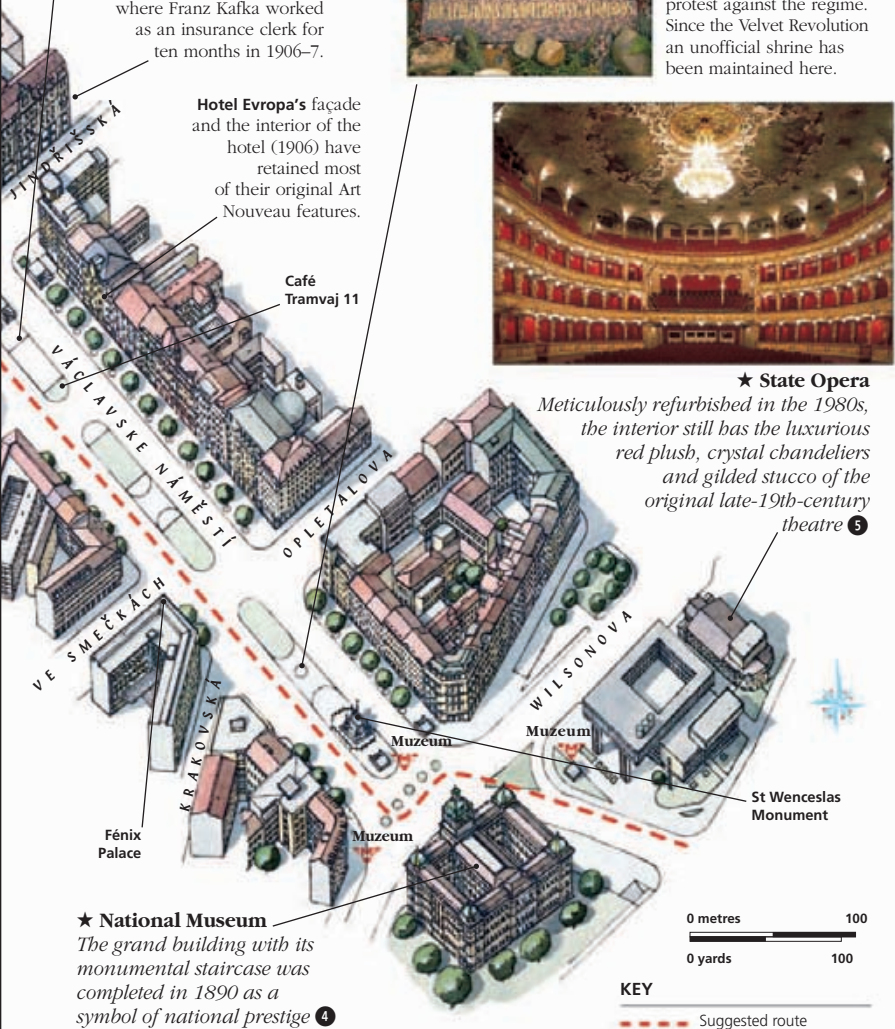 where Franz Kafka worked
as an insurance clerk for
ten months in 1906–7.
protest against the regime.
Since the Velvet Revolution
an unofficial shrine has
been maintained here.
Hotel Evropa's façade
and the interior of the
hotel (1906) have
retained most
of their original Art
Nouveau features.
JINDŘIŠSKÁ
Café
Tramvaj 11
★ State Opera
Meticulously refurbished in the 1980s,
the interior still has the luxurious
red plush, crystal chandeliers
and gilded stucco of the
original late-19th-century
theatre 5
VÁCLAVSKÉ NÁMĚSTÍ
OPLETALOVA
VE SMEČKÁCH
KRAKOVSKÁ
WILSONOVA
Muzeum
Muzeum
Muzeum
St Wenceslas
Monument
Fénix
Palace
★ National Museum
The grand building with its
monumental staircase was
completed in 1890 as a
symbol of national prestige 4
0 metres 100
0 yards 100
KEY
Suggested route